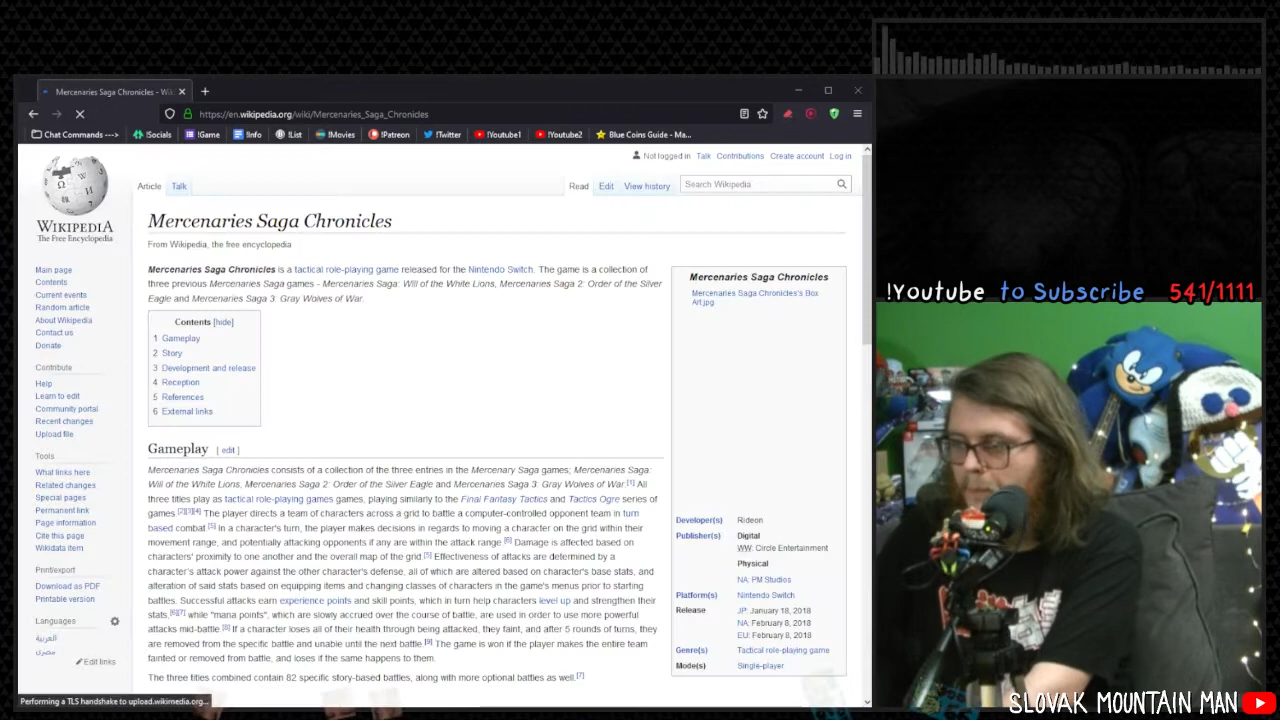 Mercenaries Saga Chronicles - Wiki
https://en.wikipedia.org/wiki/Mercenaries_Saga_Chronicles
Chat Commands --->
!Socials
!Game
!Info
!List
!Movies
!Patreon
!Twitter
!Youtube1
!Youtube2
Blue Coins Guide - Ma...
Not logged in Talk Contributions Create account Log in
Article Talk
Read Edit View history
Search Wikipedia
WIKIPEDIA
The Free Encyclopedia
Main page
Contents
Current events
Random article
About Wikipedia
Contact us
Donate
Contribute
Help
Learn to edit
Community portal
Recent changes
Upload file
Tools
What links here
Related changes
Special pages
Permanent link
Page information
Cite this page
Wikidata item
Print/export
Download as PDF
Printable version
Languages
العربية
مصرى
Edit links
Mercenaries Saga Chronicles
From Wikipedia, the free encyclopedia
Mercenaries Saga Chronicles is a tactical role-playing game released for the Nintendo Switch. The game is a collection of
three previous Mercenaries Saga games - Mercenaries Saga: Will of the White Lions, Mercenaries Saga 2: Order of the Silver
Eagle and Mercenaries Saga 3: Gray Wolves of War.
Contents [hide]
1 Gameplay
2 Story
3 Development and release
4 Reception
5 References
6 External links
Gameplay [ edit ]
Mercenaries Saga Chronicles consists of a collection of the three entries in the Mercenary Saga games; Mercenaries Saga:
Will of the White Lions, Mercenaries Saga 2: Order of the Silver Eagle and Mercenaries Saga 3: Gray Wolves of War.[1] All
three titles play as tactical role-playing games games, playing similarly to the Final Fantasy Tactics and Tactics Ogre series of
games.[2][3][4] The player directs a team of characters across a grid to battle a computer-controlled opponent team in turn
based combat.[5] In a character's turn, the player makes decisions in regards to moving a character on the grid within their
movement range, and potentially attacking opponents if any are within the attack range.[6] Damage is affected based on
characters' proximity to one another and the overall map of the grid.[5] Effectiveness of attacks are determined by a
character's attack power against the other character's defense, all of which are altered based on character's base stats, and
alteration of said stats based on equipping items and changing classes of characters in the game's menus prior to starting
battles. Successful attacks earn experience points and skill points, which in turn help characters level up and strengthen their
stats,[6][7] while "mana points", which are slowly accrued over the course of battle, are used in order to use more powerful
attacks mid-battle.[8] If a character loses all of their health through being attacked, they faint, and after 5 rounds of turns, they
are removed from the specific battle and unable until the next battle.[9] The game is won if the player makes the entire team
fainted or removed from battle, and loses if the same happens to them.
The three titles combined contain 82 specific story-based battles, along with more optional battles as well.[7]
Mercenaries Saga Chronicles
Mercenaries Saga Chronicles's Box
Art.jpg
Developer(s) Rideon
Publisher(s) Digital
WW: Circle Entertainment
Physical
NA: PM Studios
Platform(s) Nintendo Switch
Release JP: January 18, 2018
NA: February 8, 2018
EU: February 8, 2018
Genre(s) Tactical role-playing game
Mode(s) Single-player
Performing a TLS handshake to upload.wikimedia.org...
!Youtube to Subscribe 541/1111
SLOVAK MOUNTAIN MAN